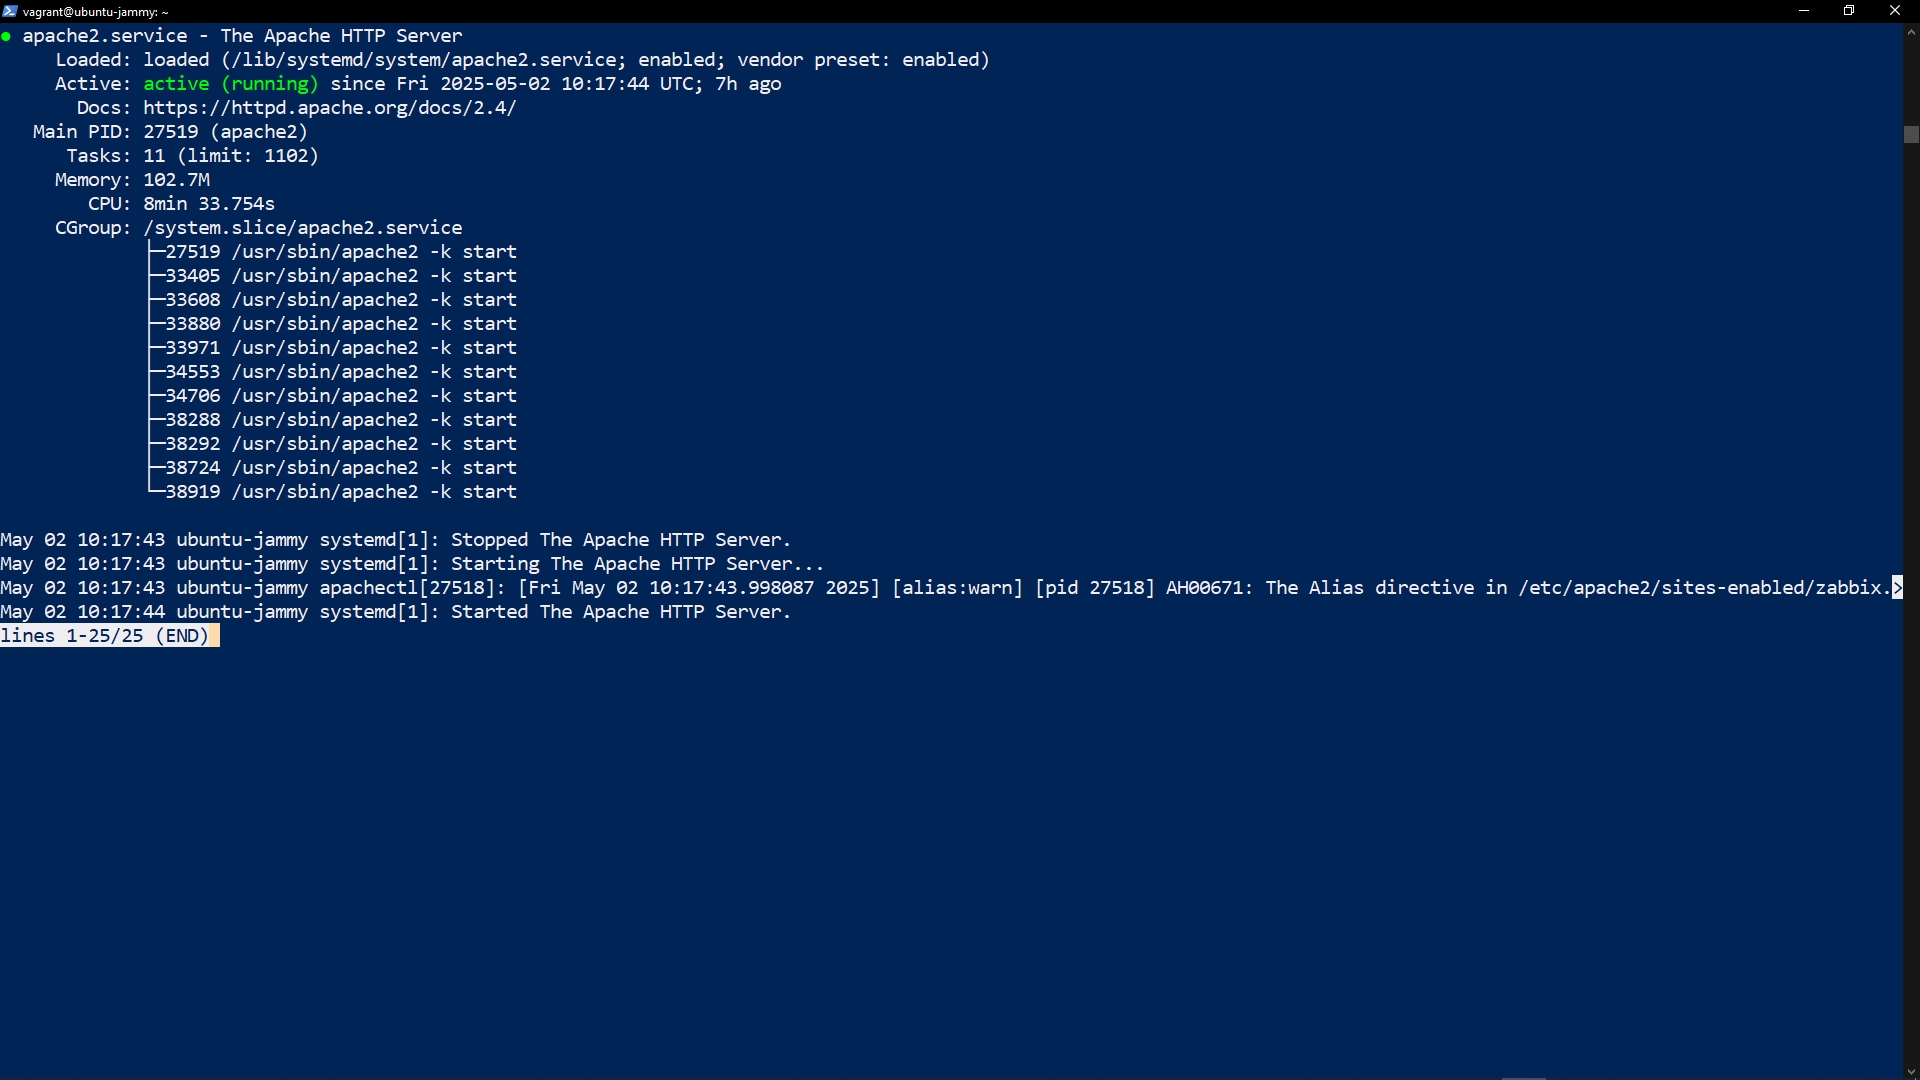 vagrant@ubuntu-jammy: ~
● apache2.service - The Apache HTTP Server
     Loaded: loaded (/lib/systemd/system/apache2.service; enabled; vendor preset: enabled)
     Active: active (running) since Fri 2025-05-02 10:17:44 UTC; 7h ago
       Docs: https://httpd.apache.org/docs/2.4/
   Main PID: 27519 (apache2)
      Tasks: 11 (limit: 1102)
     Memory: 102.7M
        CPU: 8min 33.754s
     CGroup: /system.slice/apache2.service
             ├─27519 /usr/sbin/apache2 -k start
             ├─33405 /usr/sbin/apache2 -k start
             ├─33608 /usr/sbin/apache2 -k start
             ├─33880 /usr/sbin/apache2 -k start
             ├─33971 /usr/sbin/apache2 -k start
             ├─34553 /usr/sbin/apache2 -k start
             ├─34706 /usr/sbin/apache2 -k start
             ├─38288 /usr/sbin/apache2 -k start
             ├─38292 /usr/sbin/apache2 -k start
             ├─38724 /usr/sbin/apache2 -k start
             └─38919 /usr/sbin/apache2 -k start
May 02 10:17:43 ubuntu-jammy systemd[1]: Stopped The Apache HTTP Server.
May 02 10:17:43 ubuntu-jammy systemd[1]: Starting The Apache HTTP Server...
May 02 10:17:43 ubuntu-jammy apachectl[27518]: [Fri May 02 10:17:43.998087 2025] [alias:warn] [pid 27518] AH00671: The Alias directive in /etc/apache2/sites-enabled/zabbix.>
May 02 10:17:44 ubuntu-jammy systemd[1]: Started The Apache HTTP Server.
lines 1-25/25 (END)